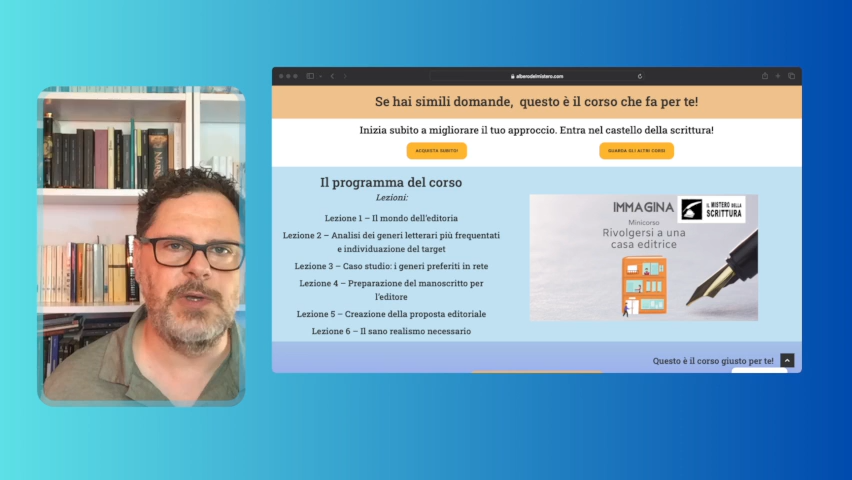 alberodelmistero.com
Se hai simili domande, questo è il corso che fa per te!
Inizia subito a migliorare il tuo approccio. Entra nel castello della scrittura!
ACQUISTA SUBITO!
GUARDA GLI ALTRI CORSI
Il programma del corso
Lezioni:
Lezione 1 – Il mondo dell'editoria
Lezione 2 – Analisi dei generi letterari più frequentati
e individuazione del target
Lezione 3 – Caso studio: i generi preferiti in rete
Lezione 4 – Preparazione del manoscritto per
l'editore
Lezione 5 – Creazione della proposta editoriale
Lezione 6 – Il sano realismo necessario
IMMAGINA
IL MISTERO DELLA
SCRITTURA
Minicorso
Rivolgersi a una
casa editrice
Questo è il corso giusto per te!